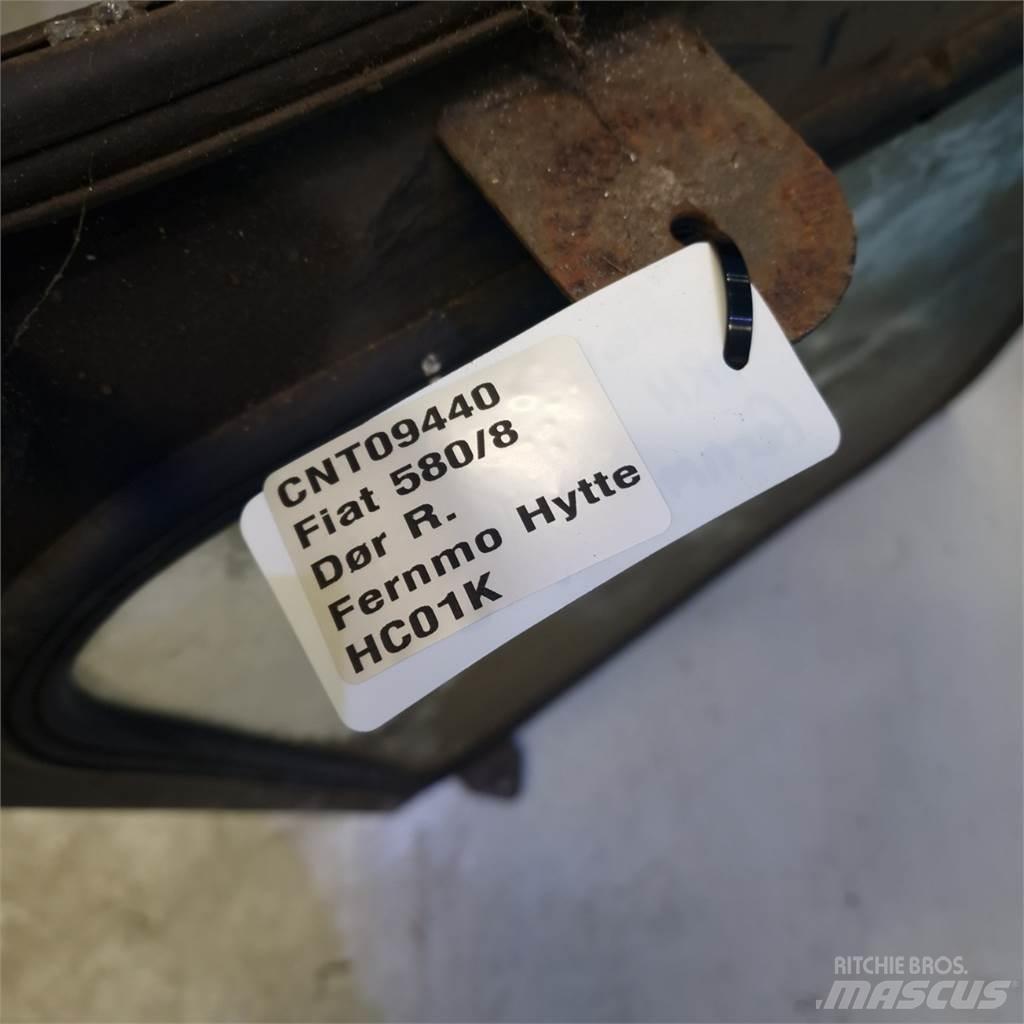 CNT09440
Fiat 580/8
Dør R.
Fernmo Hytte
HC01K
RITCHIE BROS.
MASCUS